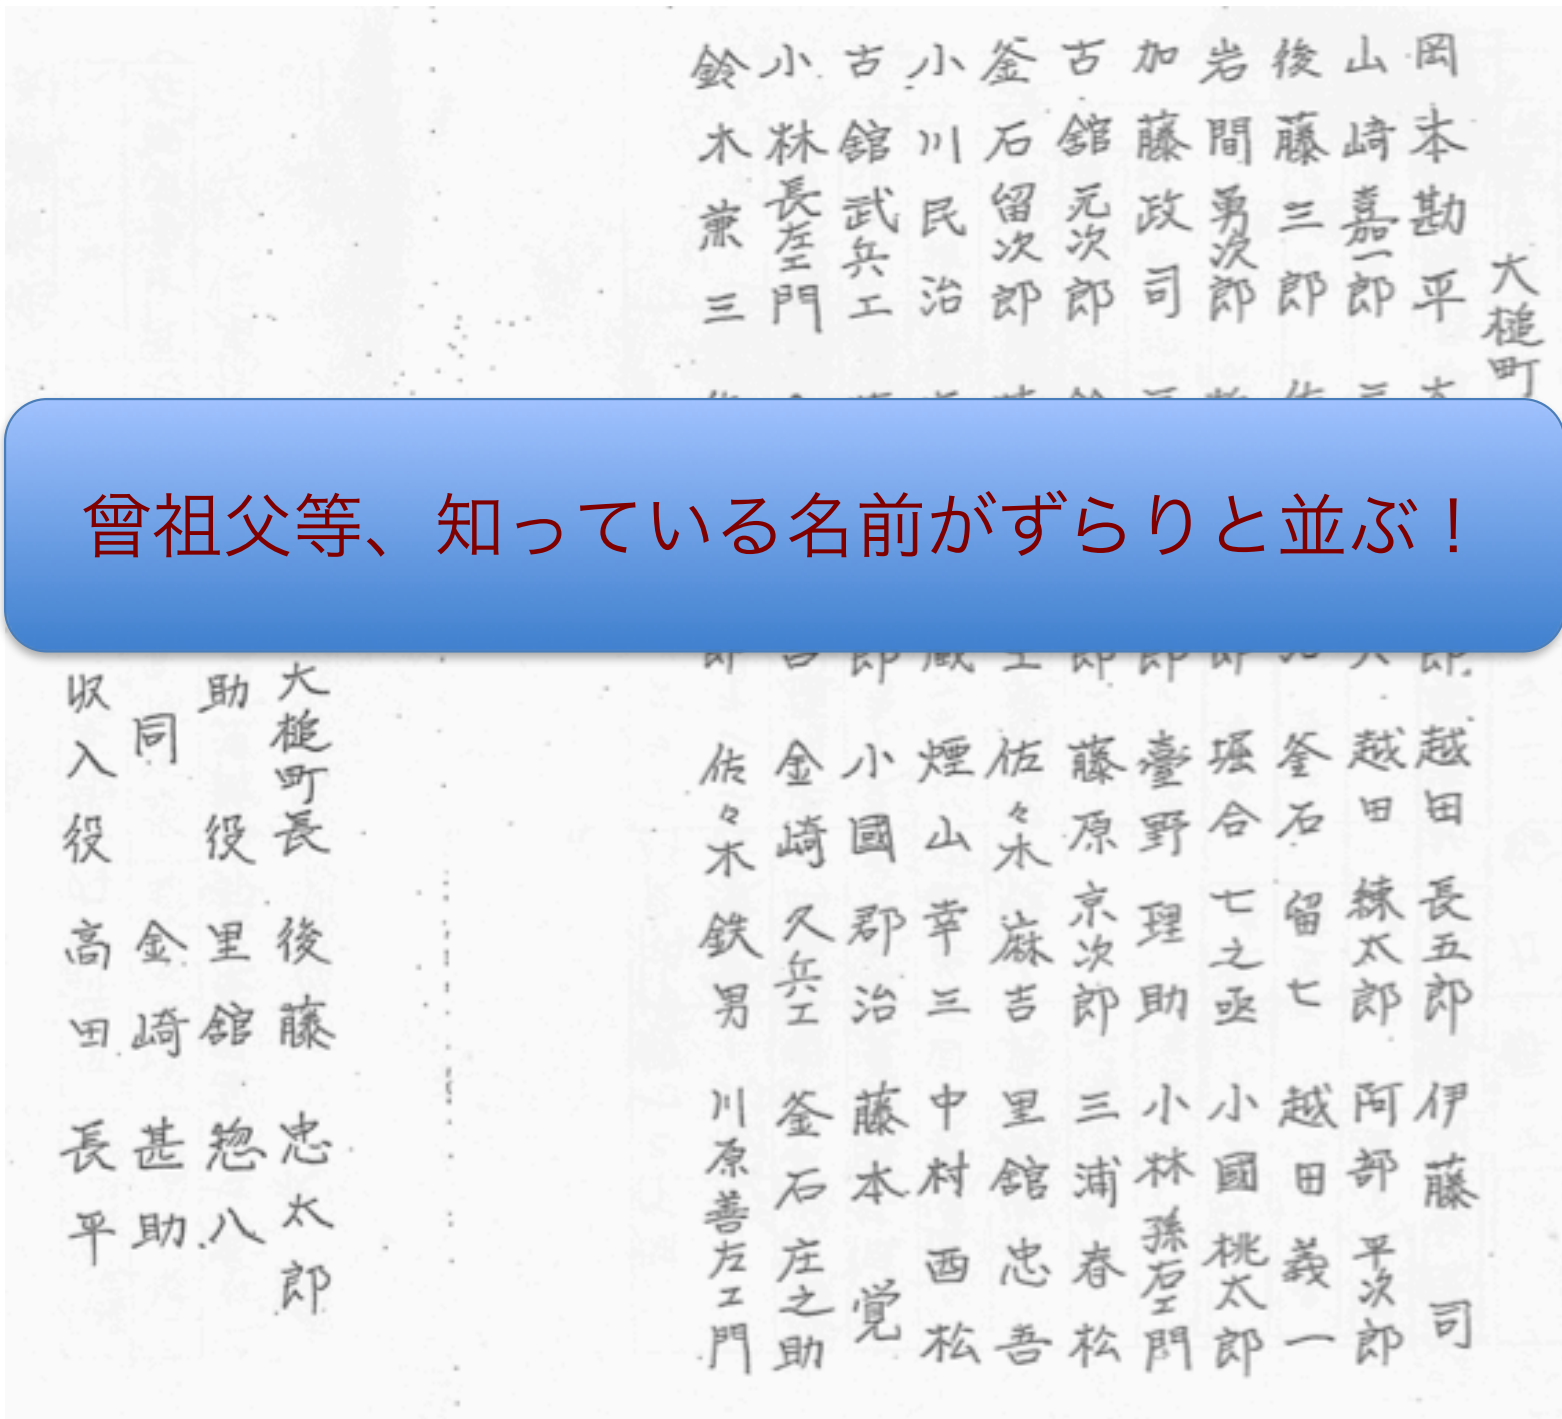 大槌町
岡本勘平
山崎嘉一郎
後藤三郎
岩間勇次郎
加藤政司
古舘元次郎
釜石留次郎
小川民治
古舘武兵エ
小林長左エ門
鈴木兼三
曾祖父等、知っている名前がずらりと並ぶ！
越田長五郎
越田練太郎
釜石留七
堀合七之亟
臺野理助
藤原京次郎
佐々木麻吉
煙山幸三
小國郡治
金崎久兵エ
佐々木鉄男
伊藤司
阿部平次郎
越田義一
小國桃太郎
小林孫右エ門
三浦春松
里舘忠吾
中村西松
藤本覚
釜石庄之助
川原善左エ門
大槌町長 後藤忠太郎
助役 里舘惣八
同 金崎甚助
収入役 高田長平